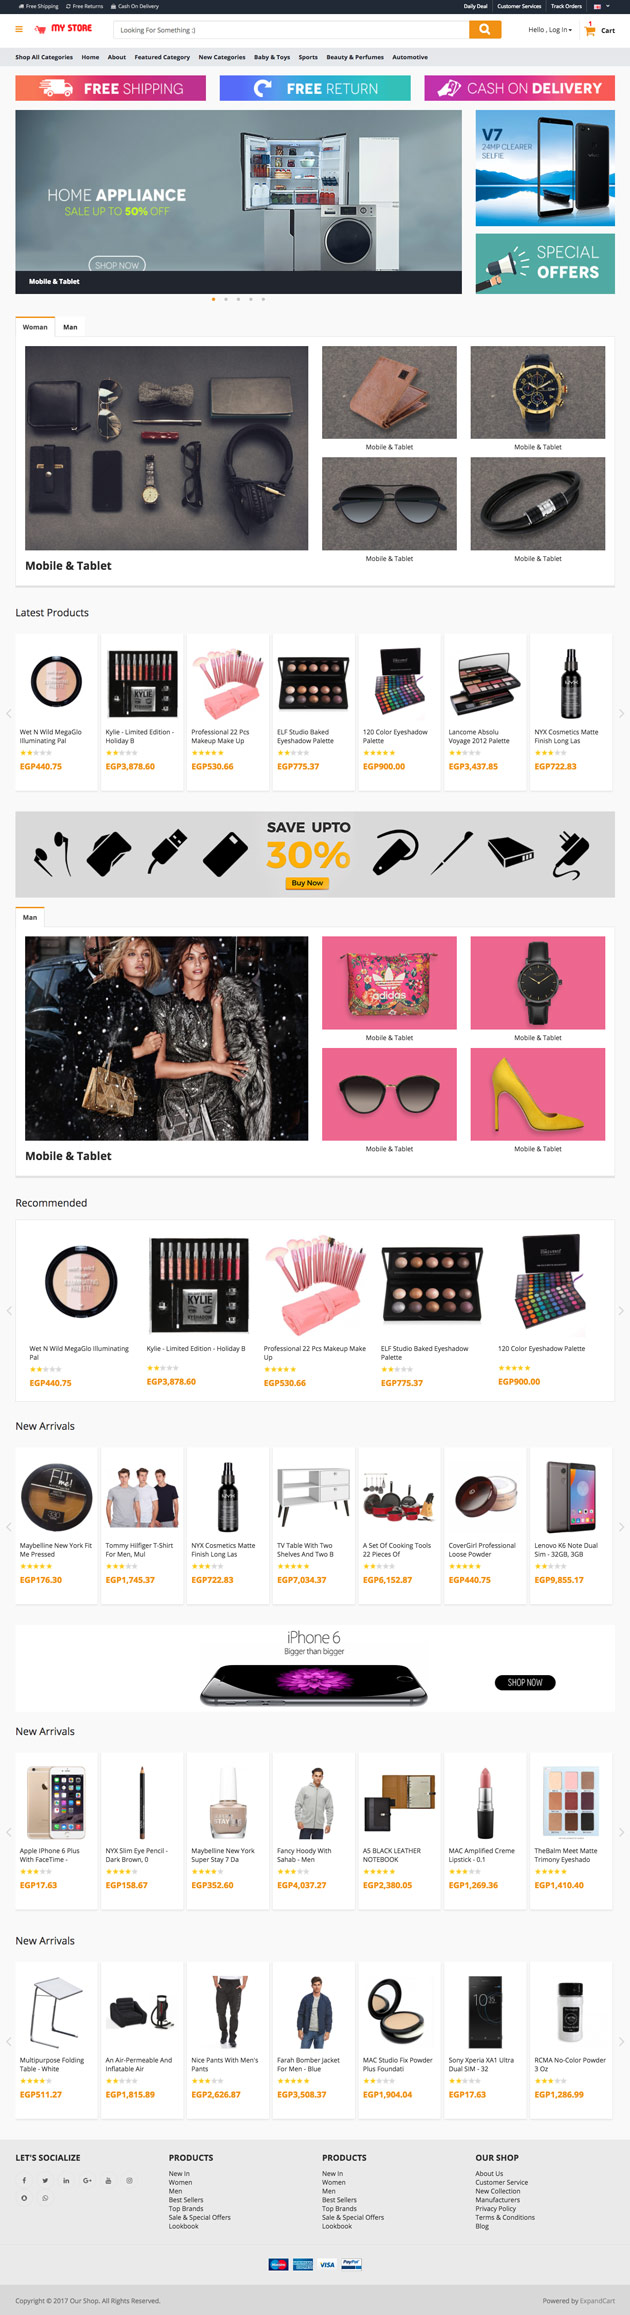 Free Shipping Free Returns Cash On Delivery Daily Deal Customer Services Track Orders
MY STORE Looking For Something :) Hello , Log In 1 Cart
Shop All Categories Home About Featured Category New Categories Baby & Toys Sports Beauty & Perfumes Automotive
FREE SHIPPING FREE RETURN CASH ON DELIVERY
HOME APPLIANCE
SALE UP TO 50% OFF
SHOP NOW
Mobile & Tablet
V7
24MP CLEARER
SELFIE
SPECIAL
OFFERS
Woman Man
Mobile & Tablet Mobile & Tablet
Mobile & Tablet Mobile & Tablet
Mobile & Tablet
Latest Products
KYLIE
NYX
Wet N Wild MegaGlo
Illuminating Pal
EGP440.75
Kylie - Limited Edition -
Holiday B
EGP3,878.60
Professional 22 Pcs
Makeup Make Up
EGP530.66
ELF Studio Baked
Eyeshadow Palette
EGP775.37
120 Color Eyeshadow
Palette
EGP900.00
Lancome Absolu
Voyage 2012 Palette
EGP3,437.85
NYX Cosmetics Matte
Finish Long Las
EGP722.83
SAVE UPTO
30%
Buy Now
Man
adidas
Mobile & Tablet Mobile & Tablet
Mobile & Tablet Mobile & Tablet
Mobile & Tablet
Recommended
KYLIE
Wet N Wild MegaGlo Illuminating
Pal
EGP440.75
Kylie - Limited Edition - Holiday B
EGP3,878.60
Professional 22 Pcs Makeup Make
Up
EGP530.66
ELF Studio Baked Eyeshadow
Palette
EGP775.37
120 Color Eyeshadow Palette
EGP900.00
New Arrivals
FIT
me!
NYX
Maybelline New York Fit
Me Pressed
EGP176.30
Tommy Hilfiger T-Shirt
For Men, Mul
EGP1,745.37
NYX Cosmetics Matte
Finish Long Las
EGP722.83
TV Table With Two
Shelves And Two B
EGP7,034.37
A Set Of Cooking Tools
22 Pieces Of
EGP6,152.87
CoverGirl Professional
Loose Powder
EGP440.75
Lenovo K6 Note Dual
Sim - 32GB, 3GB
EGP9,855.17
iPhone 6
Bigger than bigger
SHOP NOW
New Arrivals
Apple IPhone 6 Plus
With FaceTime -
EGP17.63
NYX Slim Eye Pencil -
Dark Brown, 0
EGP158.67
Maybelline New York
Super Stay 7 Da
EGP352.60
Fancy Hoody With
Sahab - Men
EGP4,037.27
A5 BLACK LEATHER
NOTEBOOK
EGP2,380.05
MAC Amplified Creme
Lipstick - 0.1
EGP1,269.36
TheBalm Meet Matte
Trimony Eyeshado
EGP1,410.40
New Arrivals
Multipurpose Folding
Table - White
EGP511.27
An Air-Permeable And
Inflatable Air
EGP1,815.89
Nice Pants With Men's
Pants
EGP2,626.87
Farah Bomber Jacket
For Men - Blue
EGP3,508.37
MAC Studio Fix Powder
Plus Foundati
EGP1,904.04
Sony Xperia XA1 Ultra
Dual SIM - 32
EGP17.63
RCMA No-Color Powder
3 Oz
EGP1,286.99
LET'S SOCIALIZE
PRODUCTS
New In
Women
Men
Best Sellers
Top Brands
Sale & Special Offers
Lookbook
PRODUCTS
New In
Women
Men
Best Sellers
Top Brands
Sale & Special Offers
Lookbook
OUR SHOP
About Us
Customer Service
New Collection
Manufacturers
Privacy Policy
Terms & Conditions
Blog
VISA PayPal
Copyright © 2017 Our Shop. All Rights Reserved. Powered by ExpandCart